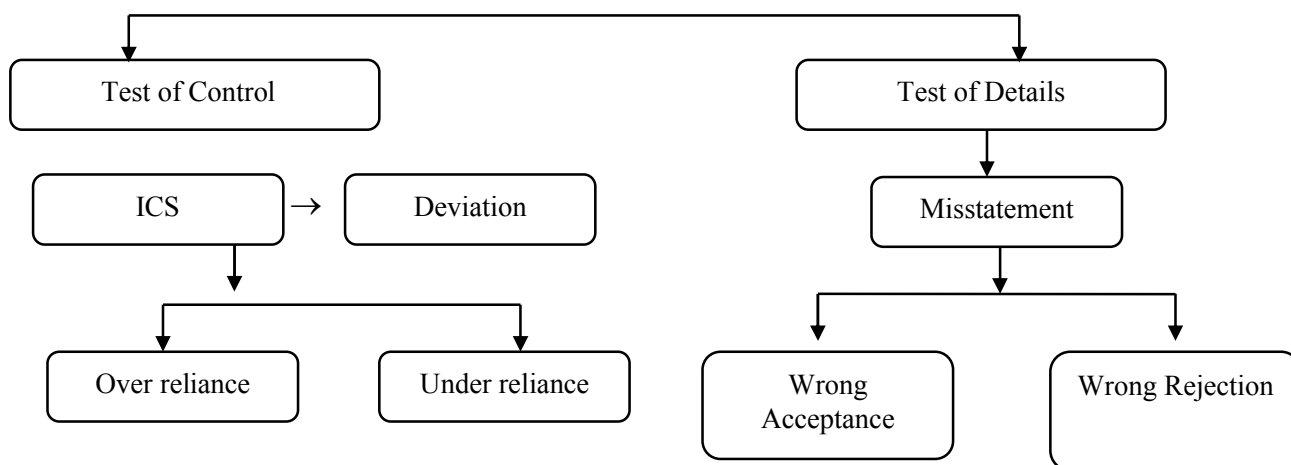 Test of Control
Test of Details
ICS → Deviation
Misstatement
Over reliance
Under reliance
Wrong
Acceptance
Wrong Rejection